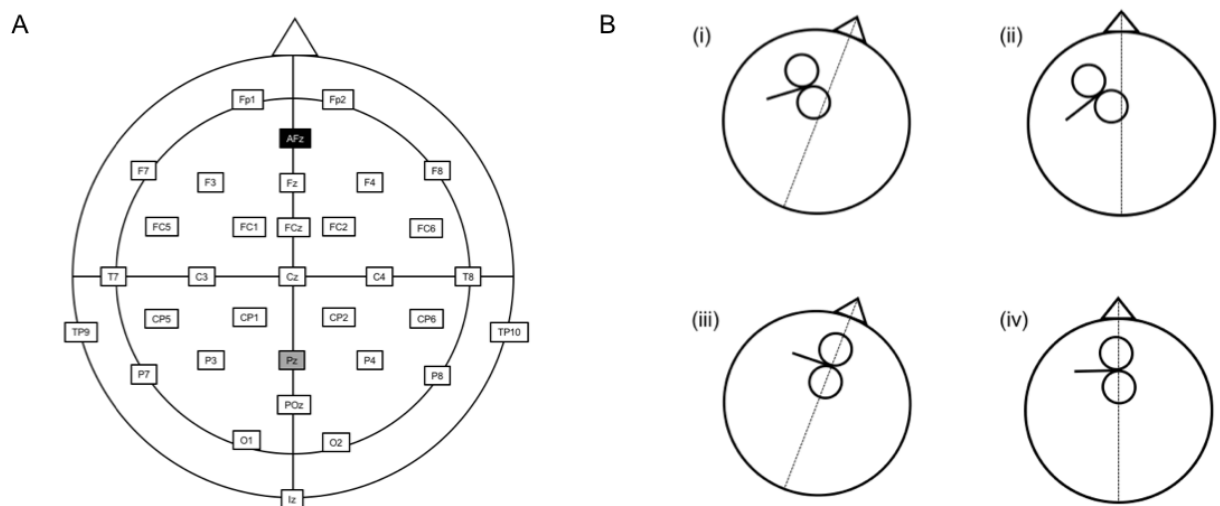 A
Fp1 Fp2
AFz
F7 F8
F3 Fz F4
FC5 FC1 FCz FC2 FC6
T7 C3 Cz C4 T8
CP5 CP1 CP2 CP6
TP9 TP10
P3 Pz P4
P7 P8
POz
O1 O2
Iz
B
(i) (ii)
(iii) (iv)